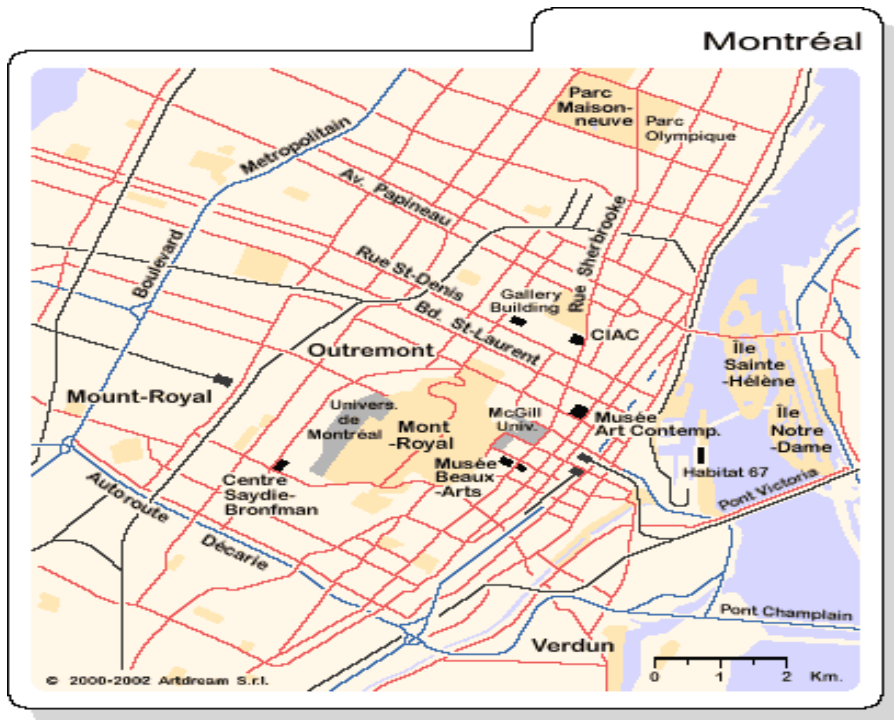 Montréal
Parc
Maison-
neuve
Parc
Olympique
Metropolitain
Av. Papineau
Boulevard
Rue St-Denis
Rue Sherbrooke
Gallery
Building
Bd. St-Laurent
CIAC
Outremont
Île
Sainte
-Hélène
Mount-Royal
Univers.
de
Montréal
Mont
-Royal
McGill
Univ.
Musée
Art Contemp.
Île
Notre
-Dame
Musée
Beaux
-Arts
Habitat 67
Centre
Saydie-
Bronfman
Pont Victoria
Autoroute
Décarie
Pont Champlain
Verdun
© 2000-2002 Artdream S.r.l.
0 1 2 Km.